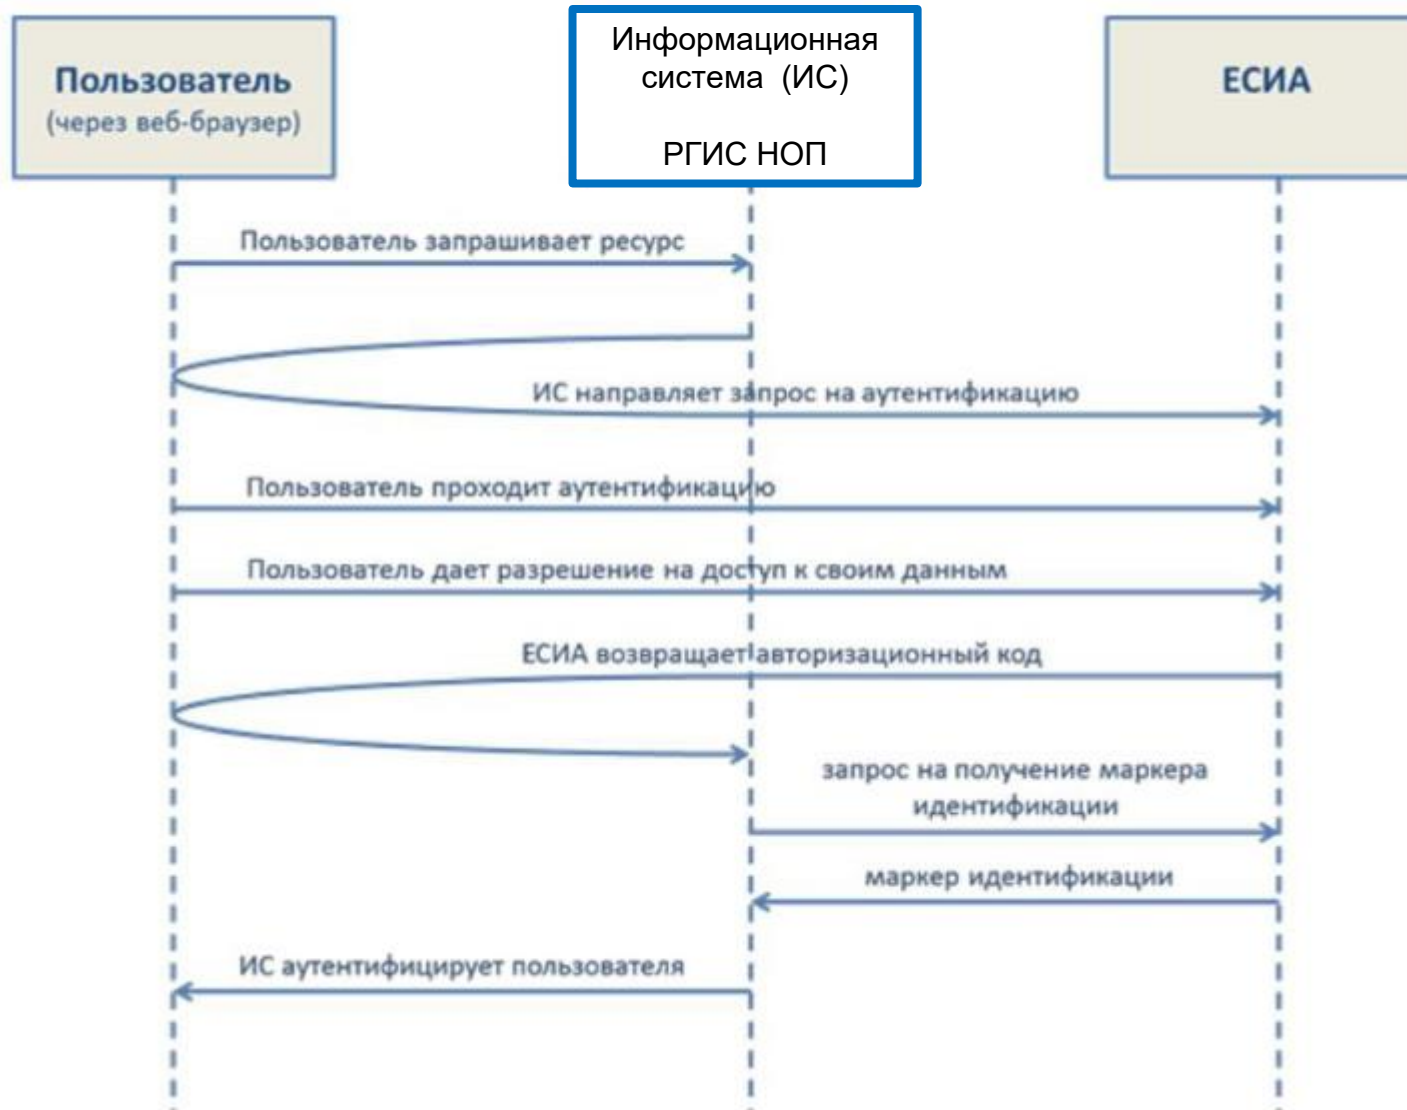 Пользователь
(через веб-браузер)
Информационная
система (ИС)
РГИС НОП
ЕСИА
Пользователь запрашивает ресурс
ИС направляет запрос на аутентификацию
Пользователь проходит аутентификацию
Пользователь дает разрешение на доступ к своим данным
ЕСИА возвращает авторизационный код
запрос на получение маркера
идентификации
маркер идентификации
ИС аутентифицирует пользователя